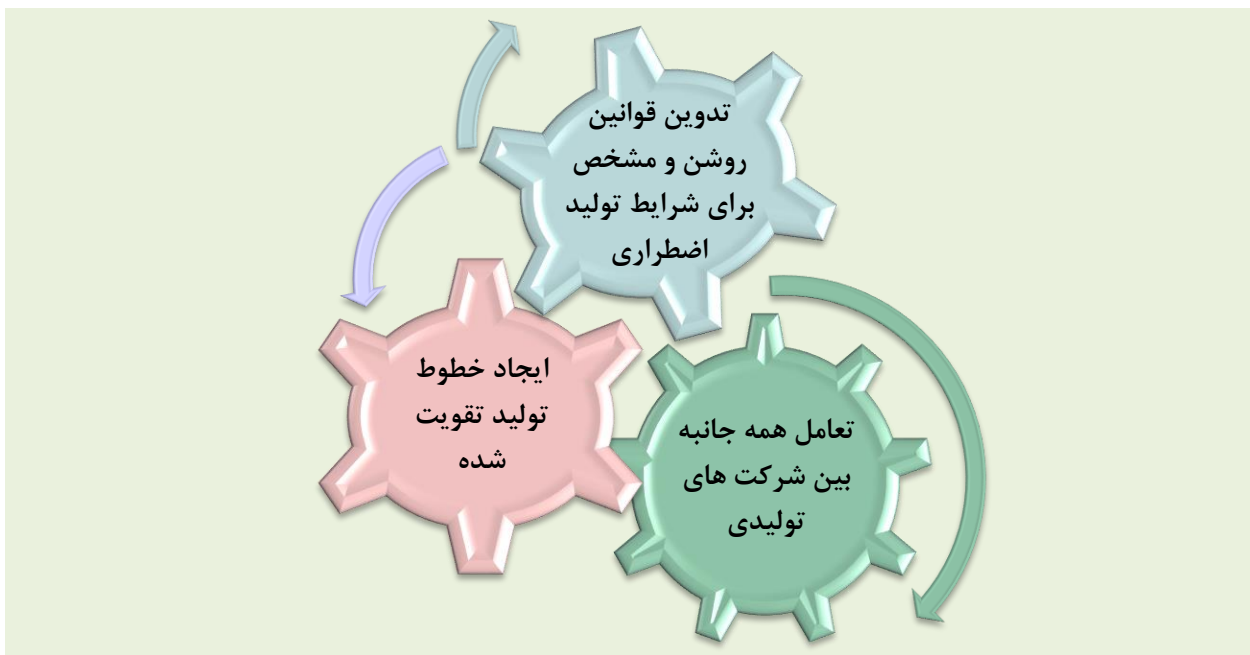 تدوین قوانین
روشن و مشخص
برای شرایط تولید
اضطراری
ایجاد خطوط
تولید تقویت
شده
تعامل همه جانبه
بین شرکت های
تولیدی